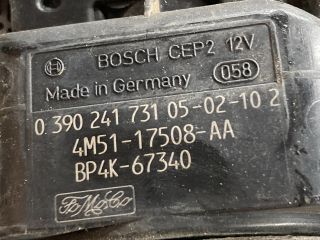 BOSCH CEP2 12V
Made in Germany 058
0 390 241 731 05-02-10 2
4M51-17508-AA
BP4K-67340
FoMoCo